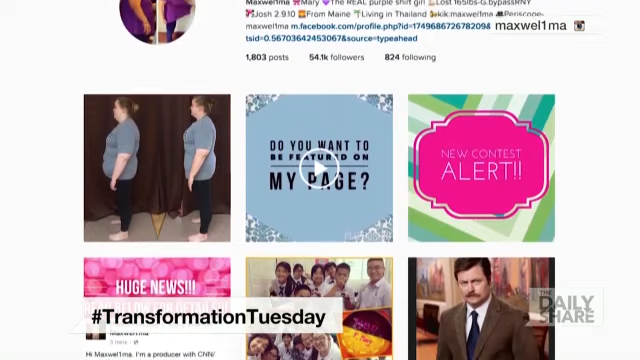 Maxwel1ma Mary The REAL purple shirt girl Lost 165lbs-G.bypassRNY
Josh 2.9.10 From Maine Living in Thailand kik:maxwel1ma Periscope-
maxwel1ma m.facebook.com/profile.php?id=1749686726782098
tsid=0.56703642453067&source=typeahead
maxwel1ma
1,803 posts 54.1k followers 824 following
DO YOU WANT TO
BE FEATURED ON
MY PAGE?
NEW CONTEST
ALERT!!
HUGE NEWS!!!
#TransformationTuesday
Hi Maxwel1ma. I'm a producer with CNN/
THE
DAILY
SHARE